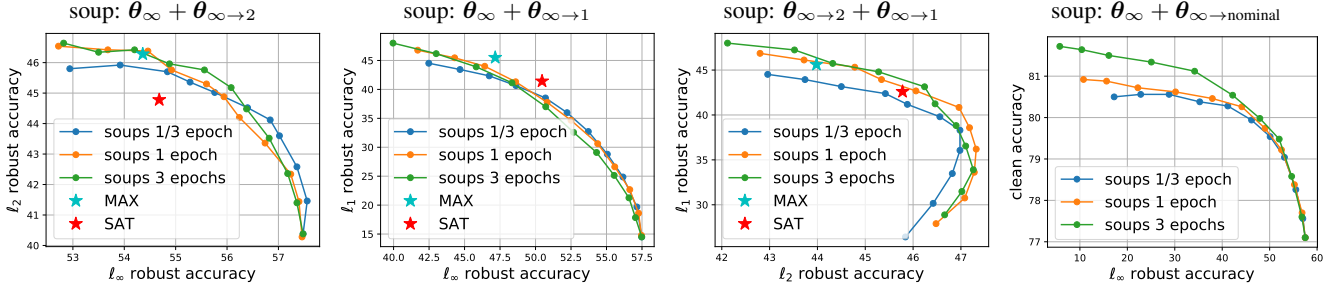 soup: θ∞ + θ∞→2
46
45
44
43
42
41
40
ℓ2 robust accuracy
soups 1/3 epoch
soups 1 epoch
soups 3 epochs
MAX
SAT
53 54 55 56 57
ℓ∞ robust accuracy
soup: θ∞ + θ∞→1
45
40
35
30
25
20
15
ℓ1 robust accuracy
soups 1/3 epoch
soups 1 epoch
soups 3 epochs
MAX
SAT
40.0 42.5 45.0 47.5 50.0 52.5 55.0 57.5
ℓ∞ robust accuracy
soup: θ∞→2 + θ∞→1
50
45
40
35
30
ℓ1 robust accuracy
soups 1/3 epoch
soups 1 epoch
soups 3 epochs
MAX
SAT
42 43 44 45 46 47
ℓ2 robust accuracy
soup: θ∞ + θ∞→nominal
81
80
79
78
77
clean accuracy
soups 1/3 epoch
soups 1 epoch
soups 3 epochs
0 10 20 30 40 50 60
ℓ∞ robust accuracy